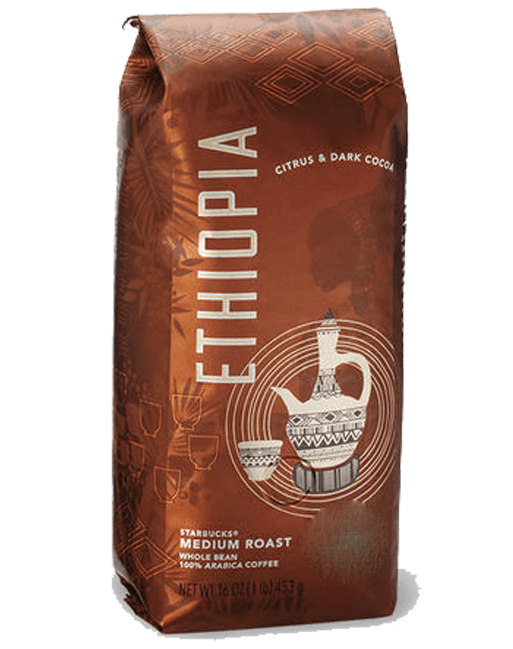 ETHIOPIA
CITRUS & DARK COCOA
STARBUCKS®
MEDIUM ROAST
WHOLE BEAN
100% ARABICA COFFEE
NET WT 16 OZ (1 lb) 453 g